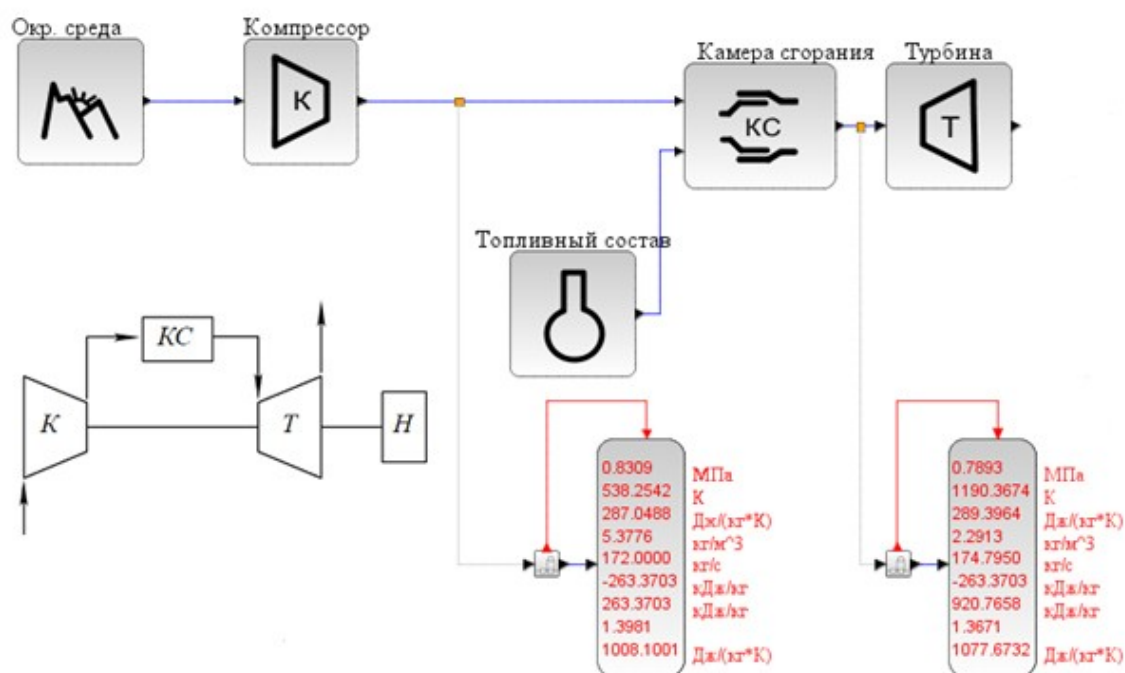 Окр. среда
Компрессор
Камера сгорания
Турбина
К
КС
Т
Топливный состав
КС
К
Т
Н
0.8309 МПа
538.2542 К
287.0488 Дж/(кг*К)
5.3776 кг/м^3
172.0000 кг/с
-263.3703 кДж/кг
263.3703 кДж/кг
1.3981
1008.1001 Дж/(кг*К)
0.7893 МПа
1190.3674 К
289.3964 Дж/(кг*К)
2.2913 кг/м^3
174.7950 кг/с
-263.3703 кДж/кг
920.7658 кДж/кг
1.3671
1077.6732 Дж/(кг*К)